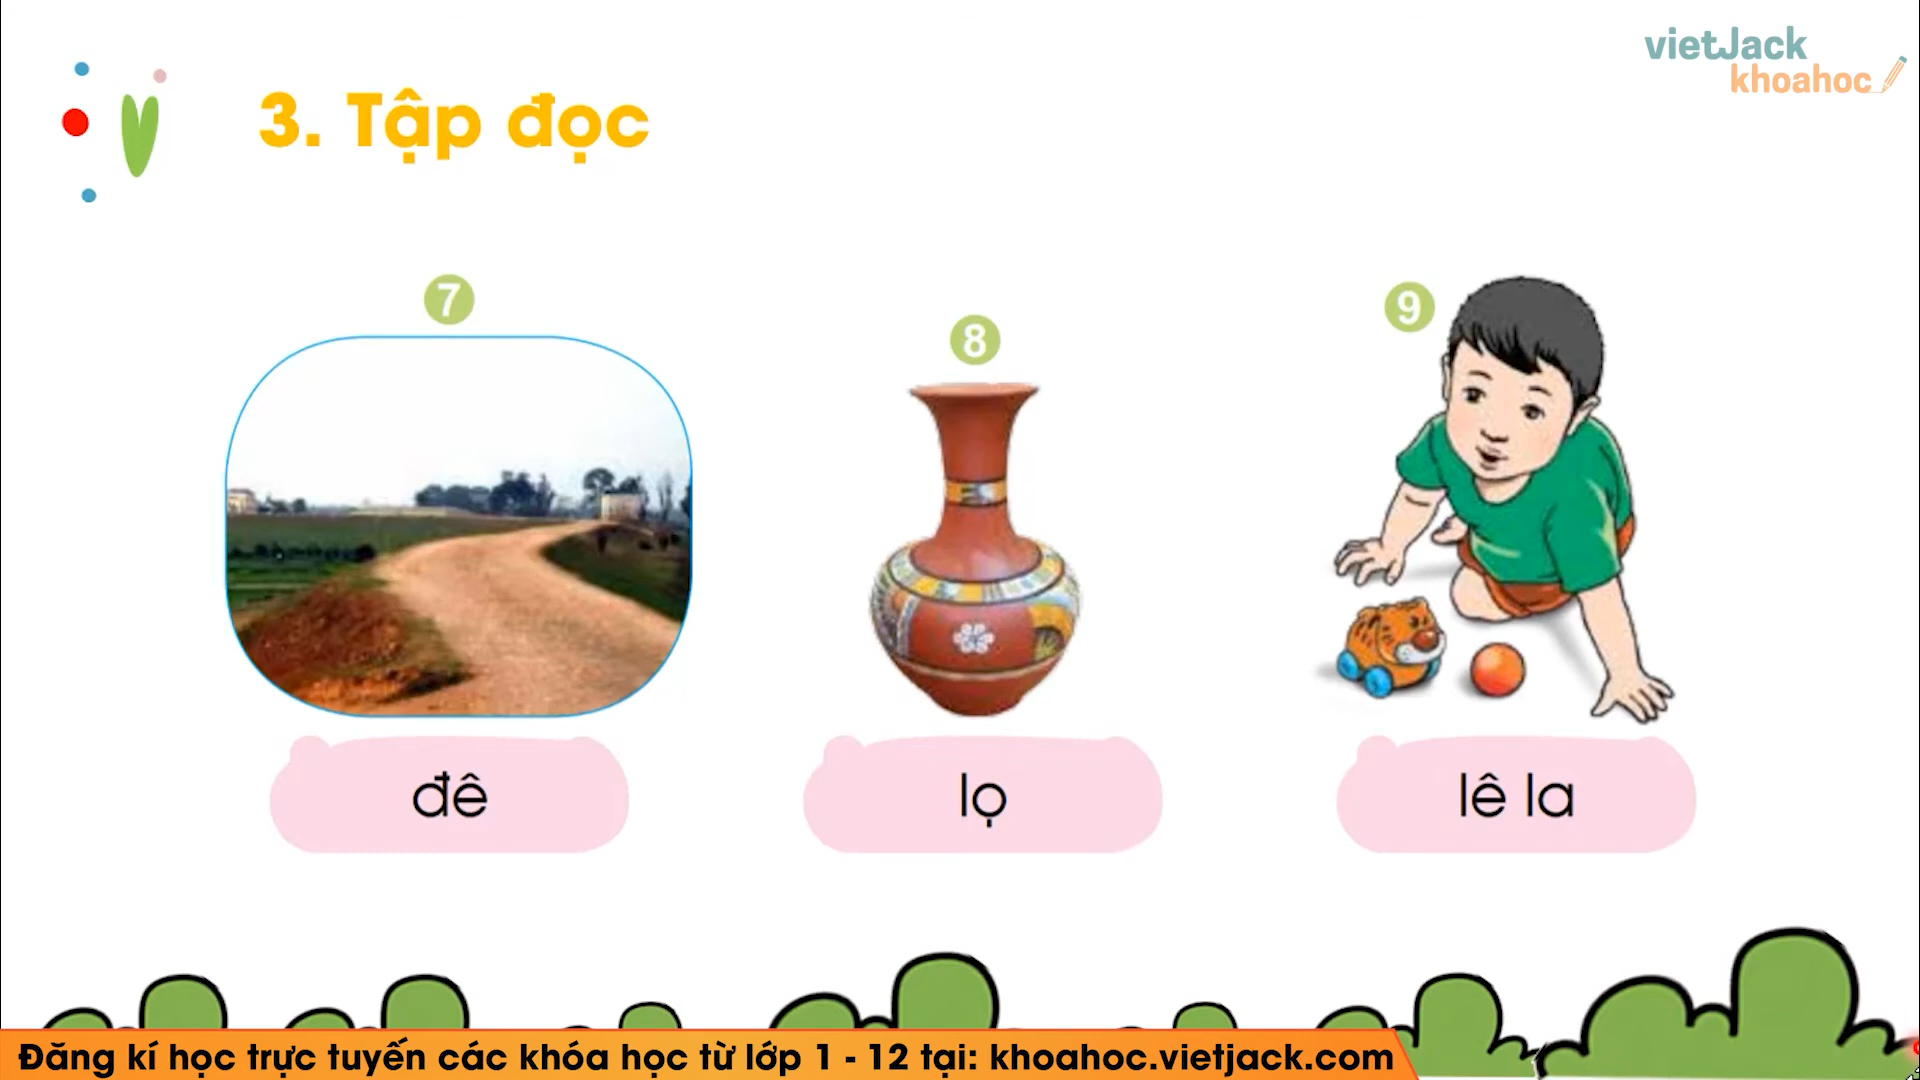 vietJack
khoahoc
3. Tập đọc
7
8
9
đê
lọ
lê la
Đăng kí học trực tuyến các khóa học từ lớp 1 - 12 tại: khoahoc.vietjack.com